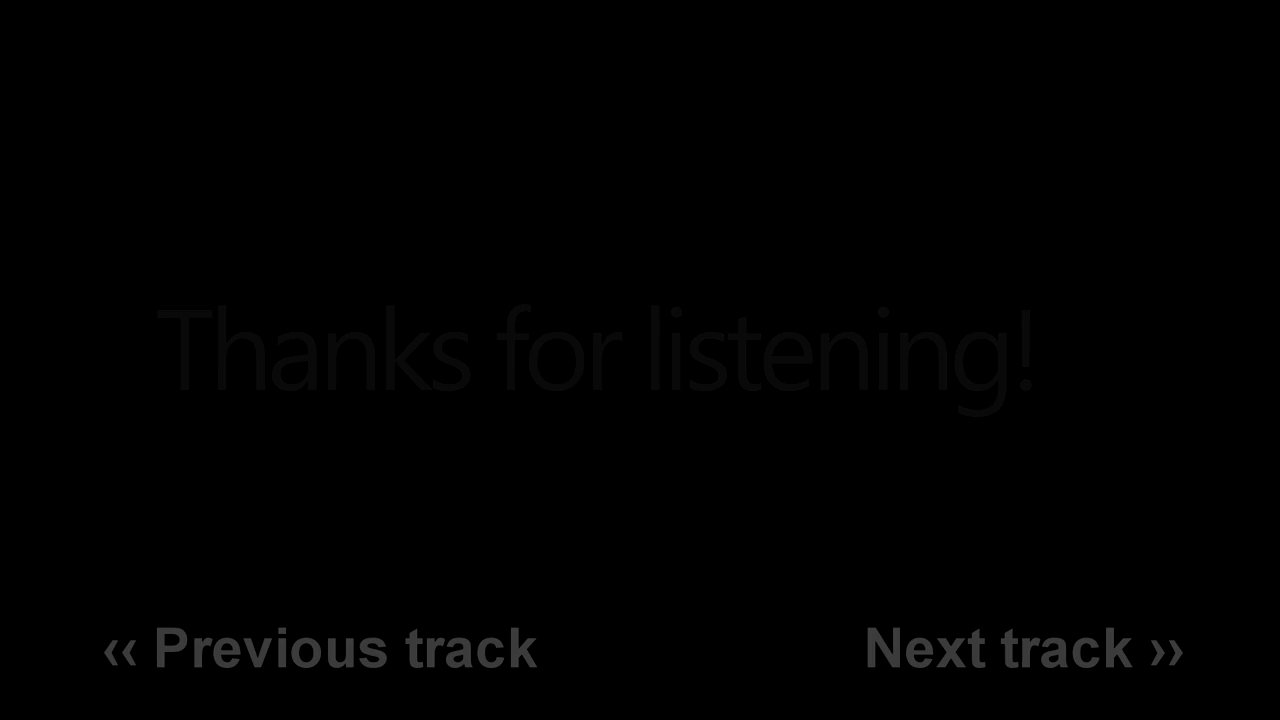 Thanks for listening!
‹‹ Previous track
Next track ››